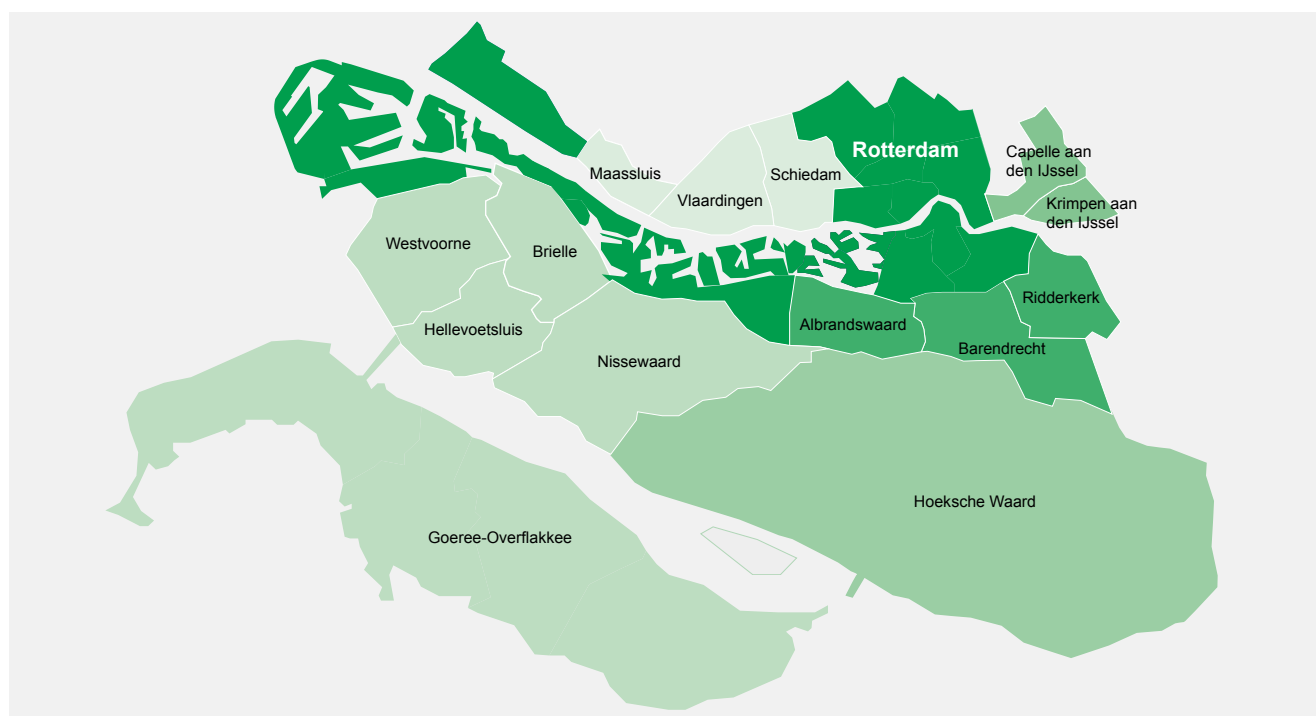 Rotterdam
Capelle aan
den IJssel
Maassluis
Schiedam
Vlaardingen
Krimpen aan
den IJssel
Westvoorne
Brielle
Ridderkerk
Hellevoetsluis
Albrandswaard
Barendrecht
Nissewaard
Hoeksche Waard
Goeree-Overflakkee